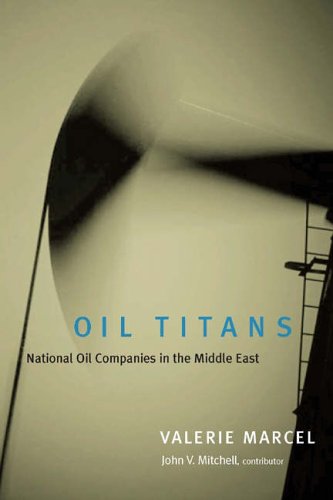 OIL TITANS
National Oil Companies in the Middle East
VALERIE MARCEL
John V. Mitchell, contributor